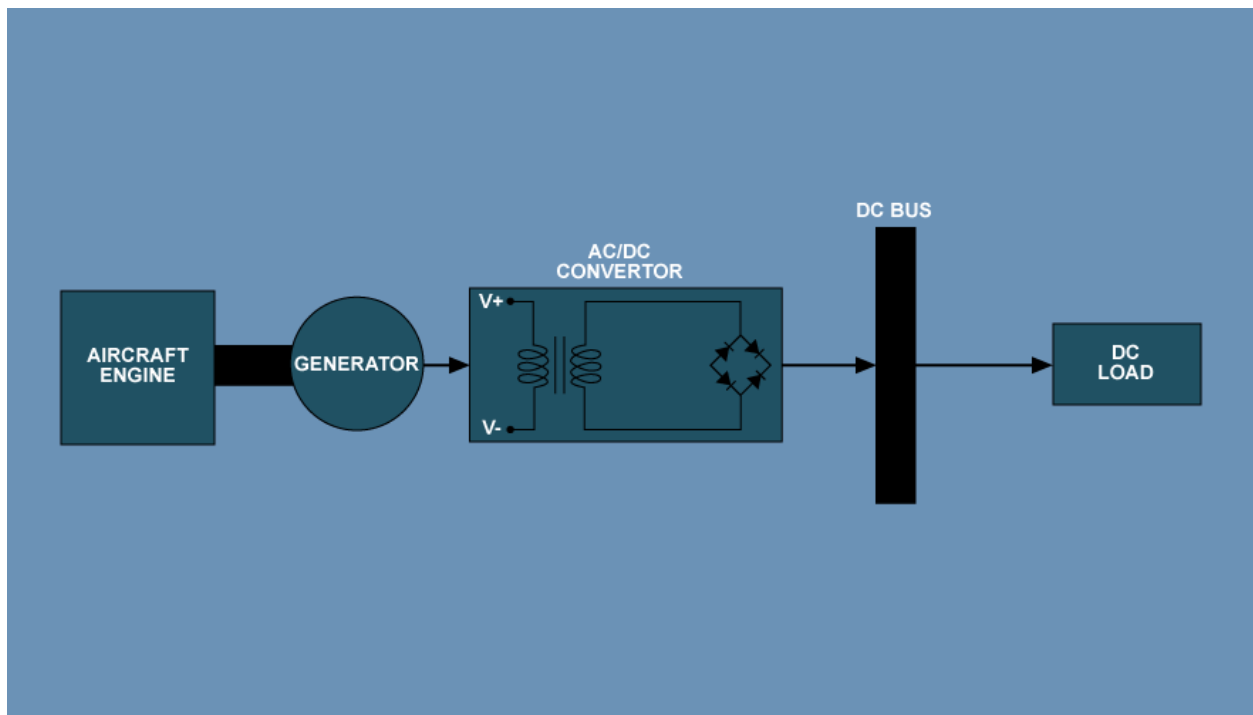 AIRCRAFT
ENGINE
GENERATOR
AC/DC
CONVERTOR
V+
V-
DC BUS
DC
LOAD